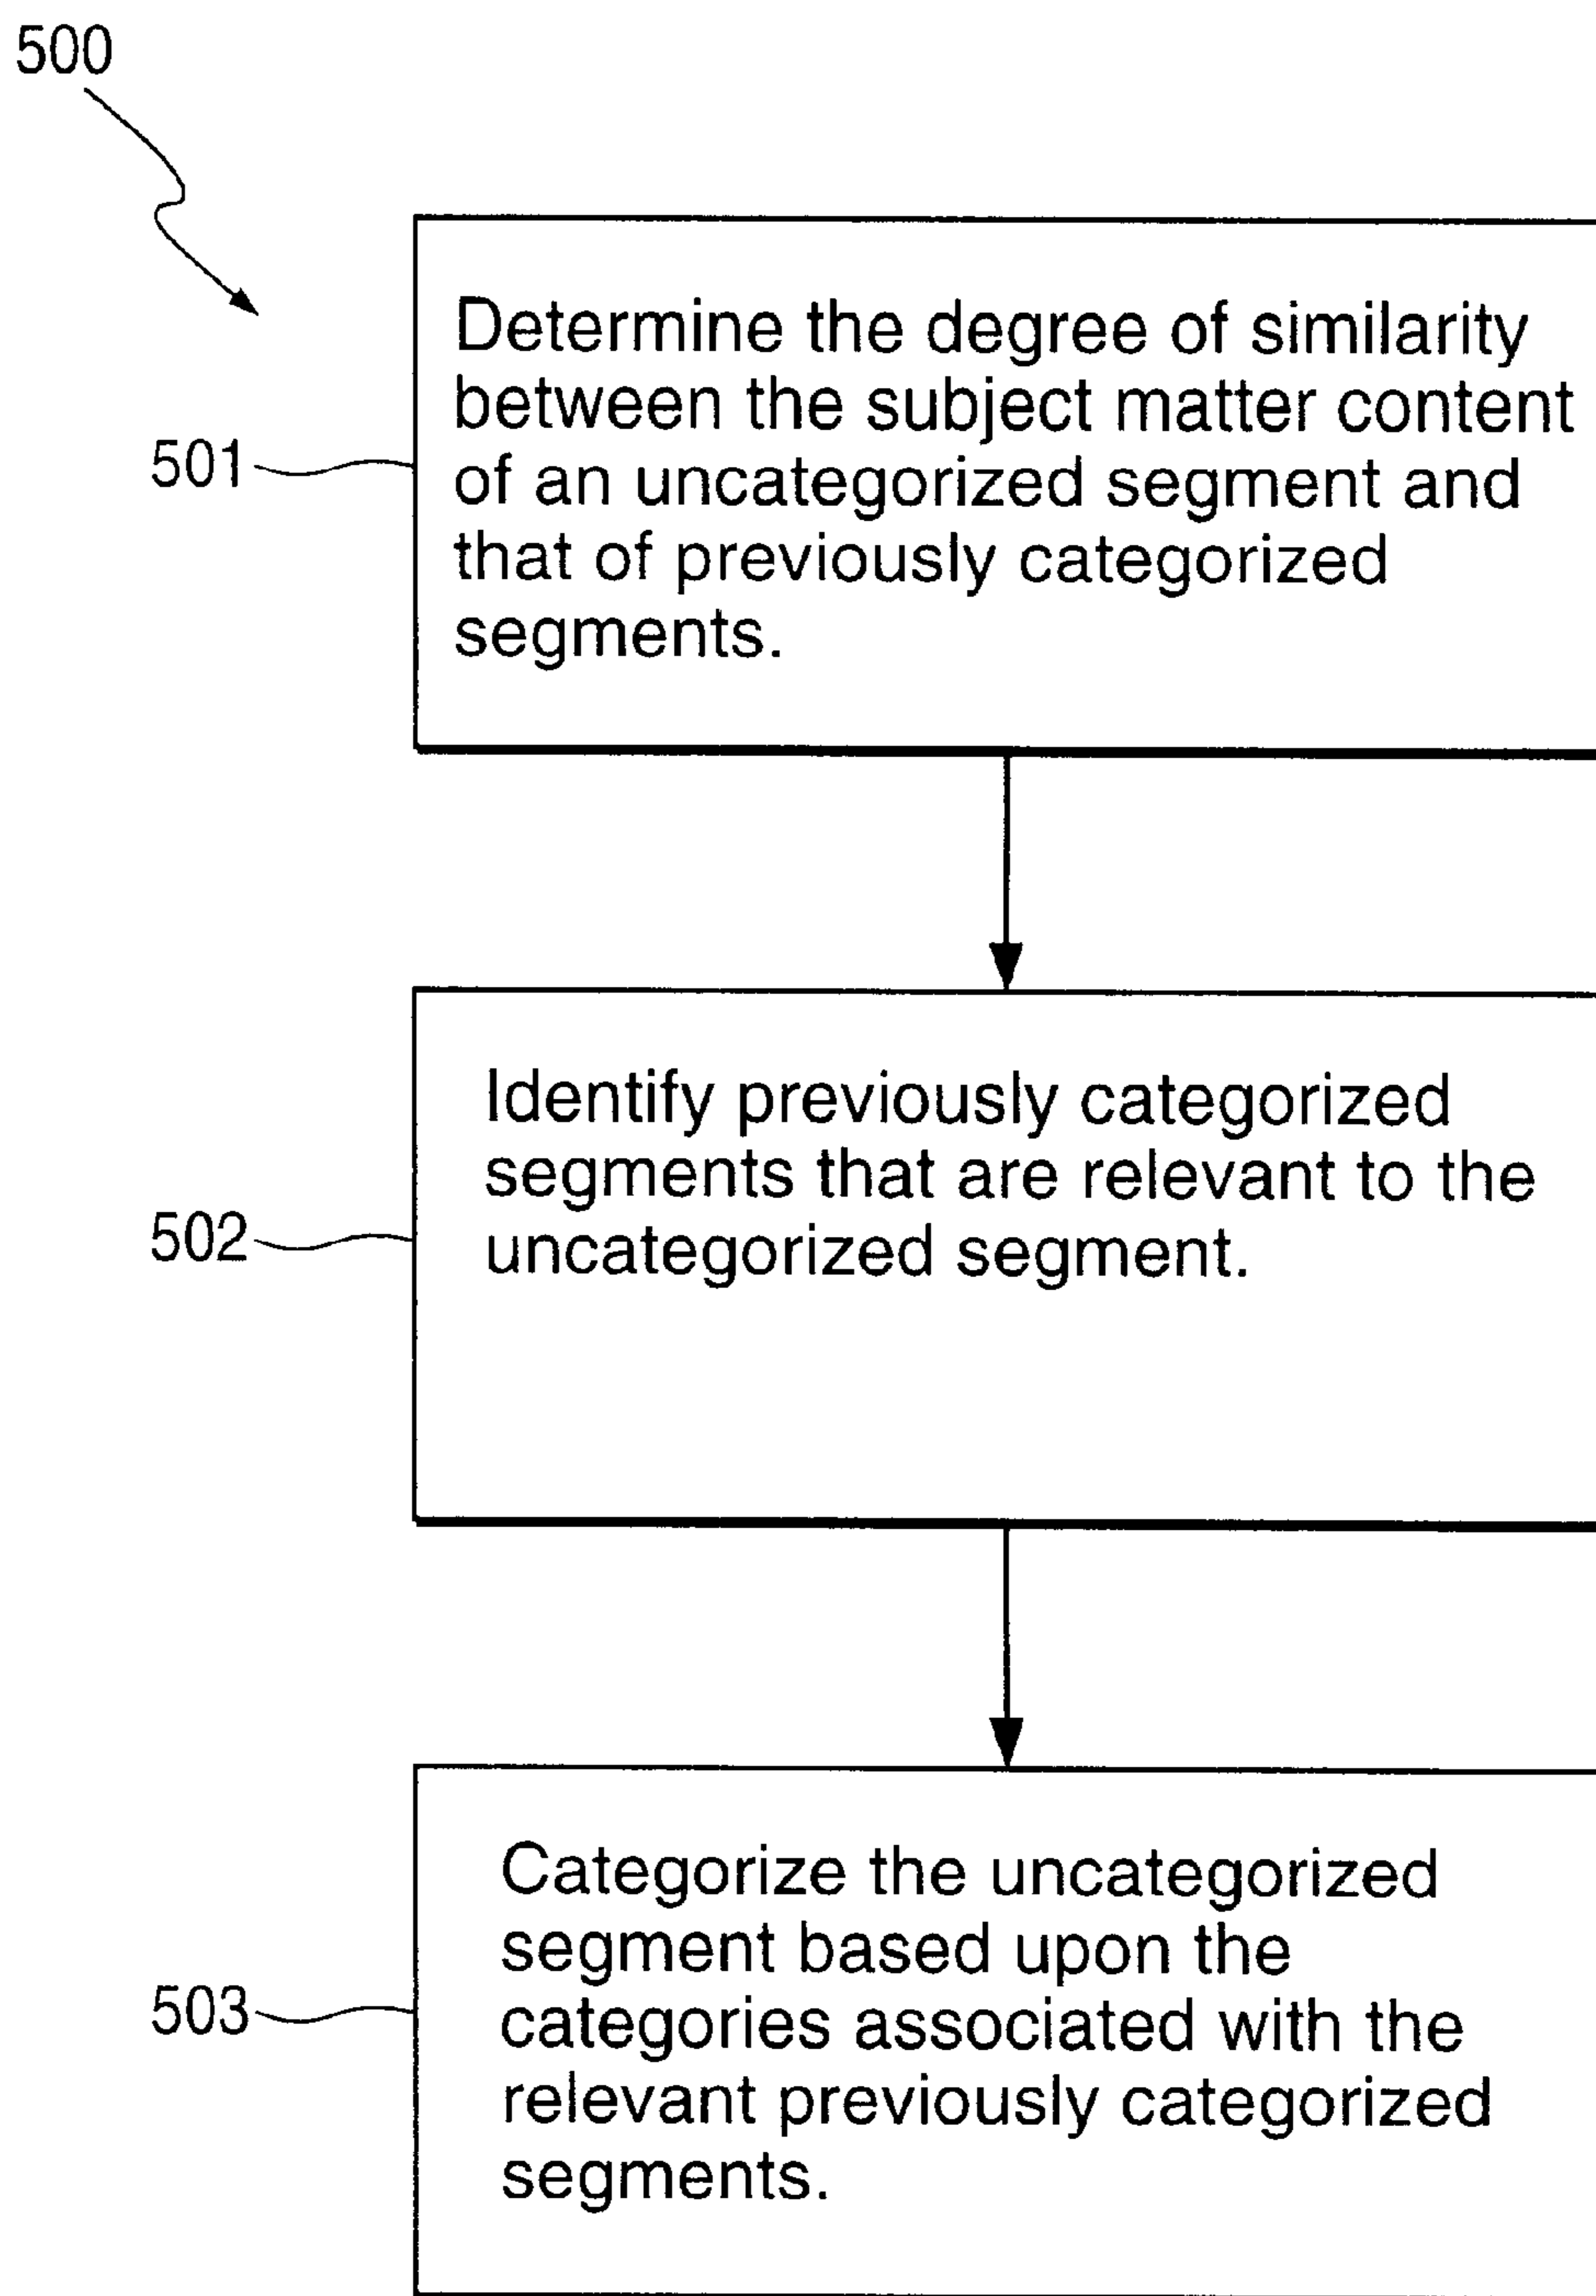 500
501
Determine the degree of similarity
between the subject matter content
of an uncategorized segment and
that of previously categorized
segments.
502
Identify previously categorized
segments that are relevant to the
uncategorized segment.
503
Categorize the uncategorized
segment based upon the
categories associated with the
relevant previously categorized
segments.